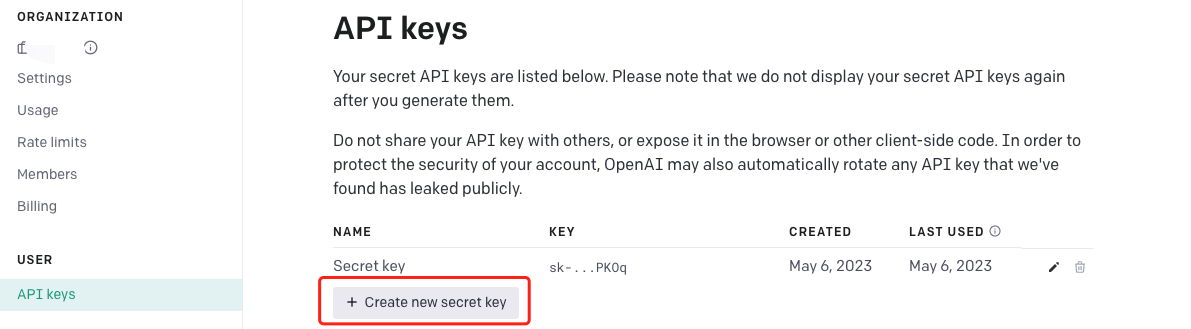 ORGANIZATION
Settings
Usage
Rate limits
Members
Billing
USER
API keys
API keys
Your secret API keys are listed below. Please note that we do not display your secret API keys again
after you generate them.
Do not share your API key with others, or expose it in the browser or other client-side code. In order to
protect the security of your account, OpenAI may also automatically rotate any API key that we've
found has leaked publicly.
NAME KEY CREATED LAST USED
Secret key sk-...PKOq May 6, 2023 May 6, 2023
+ Create new secret key